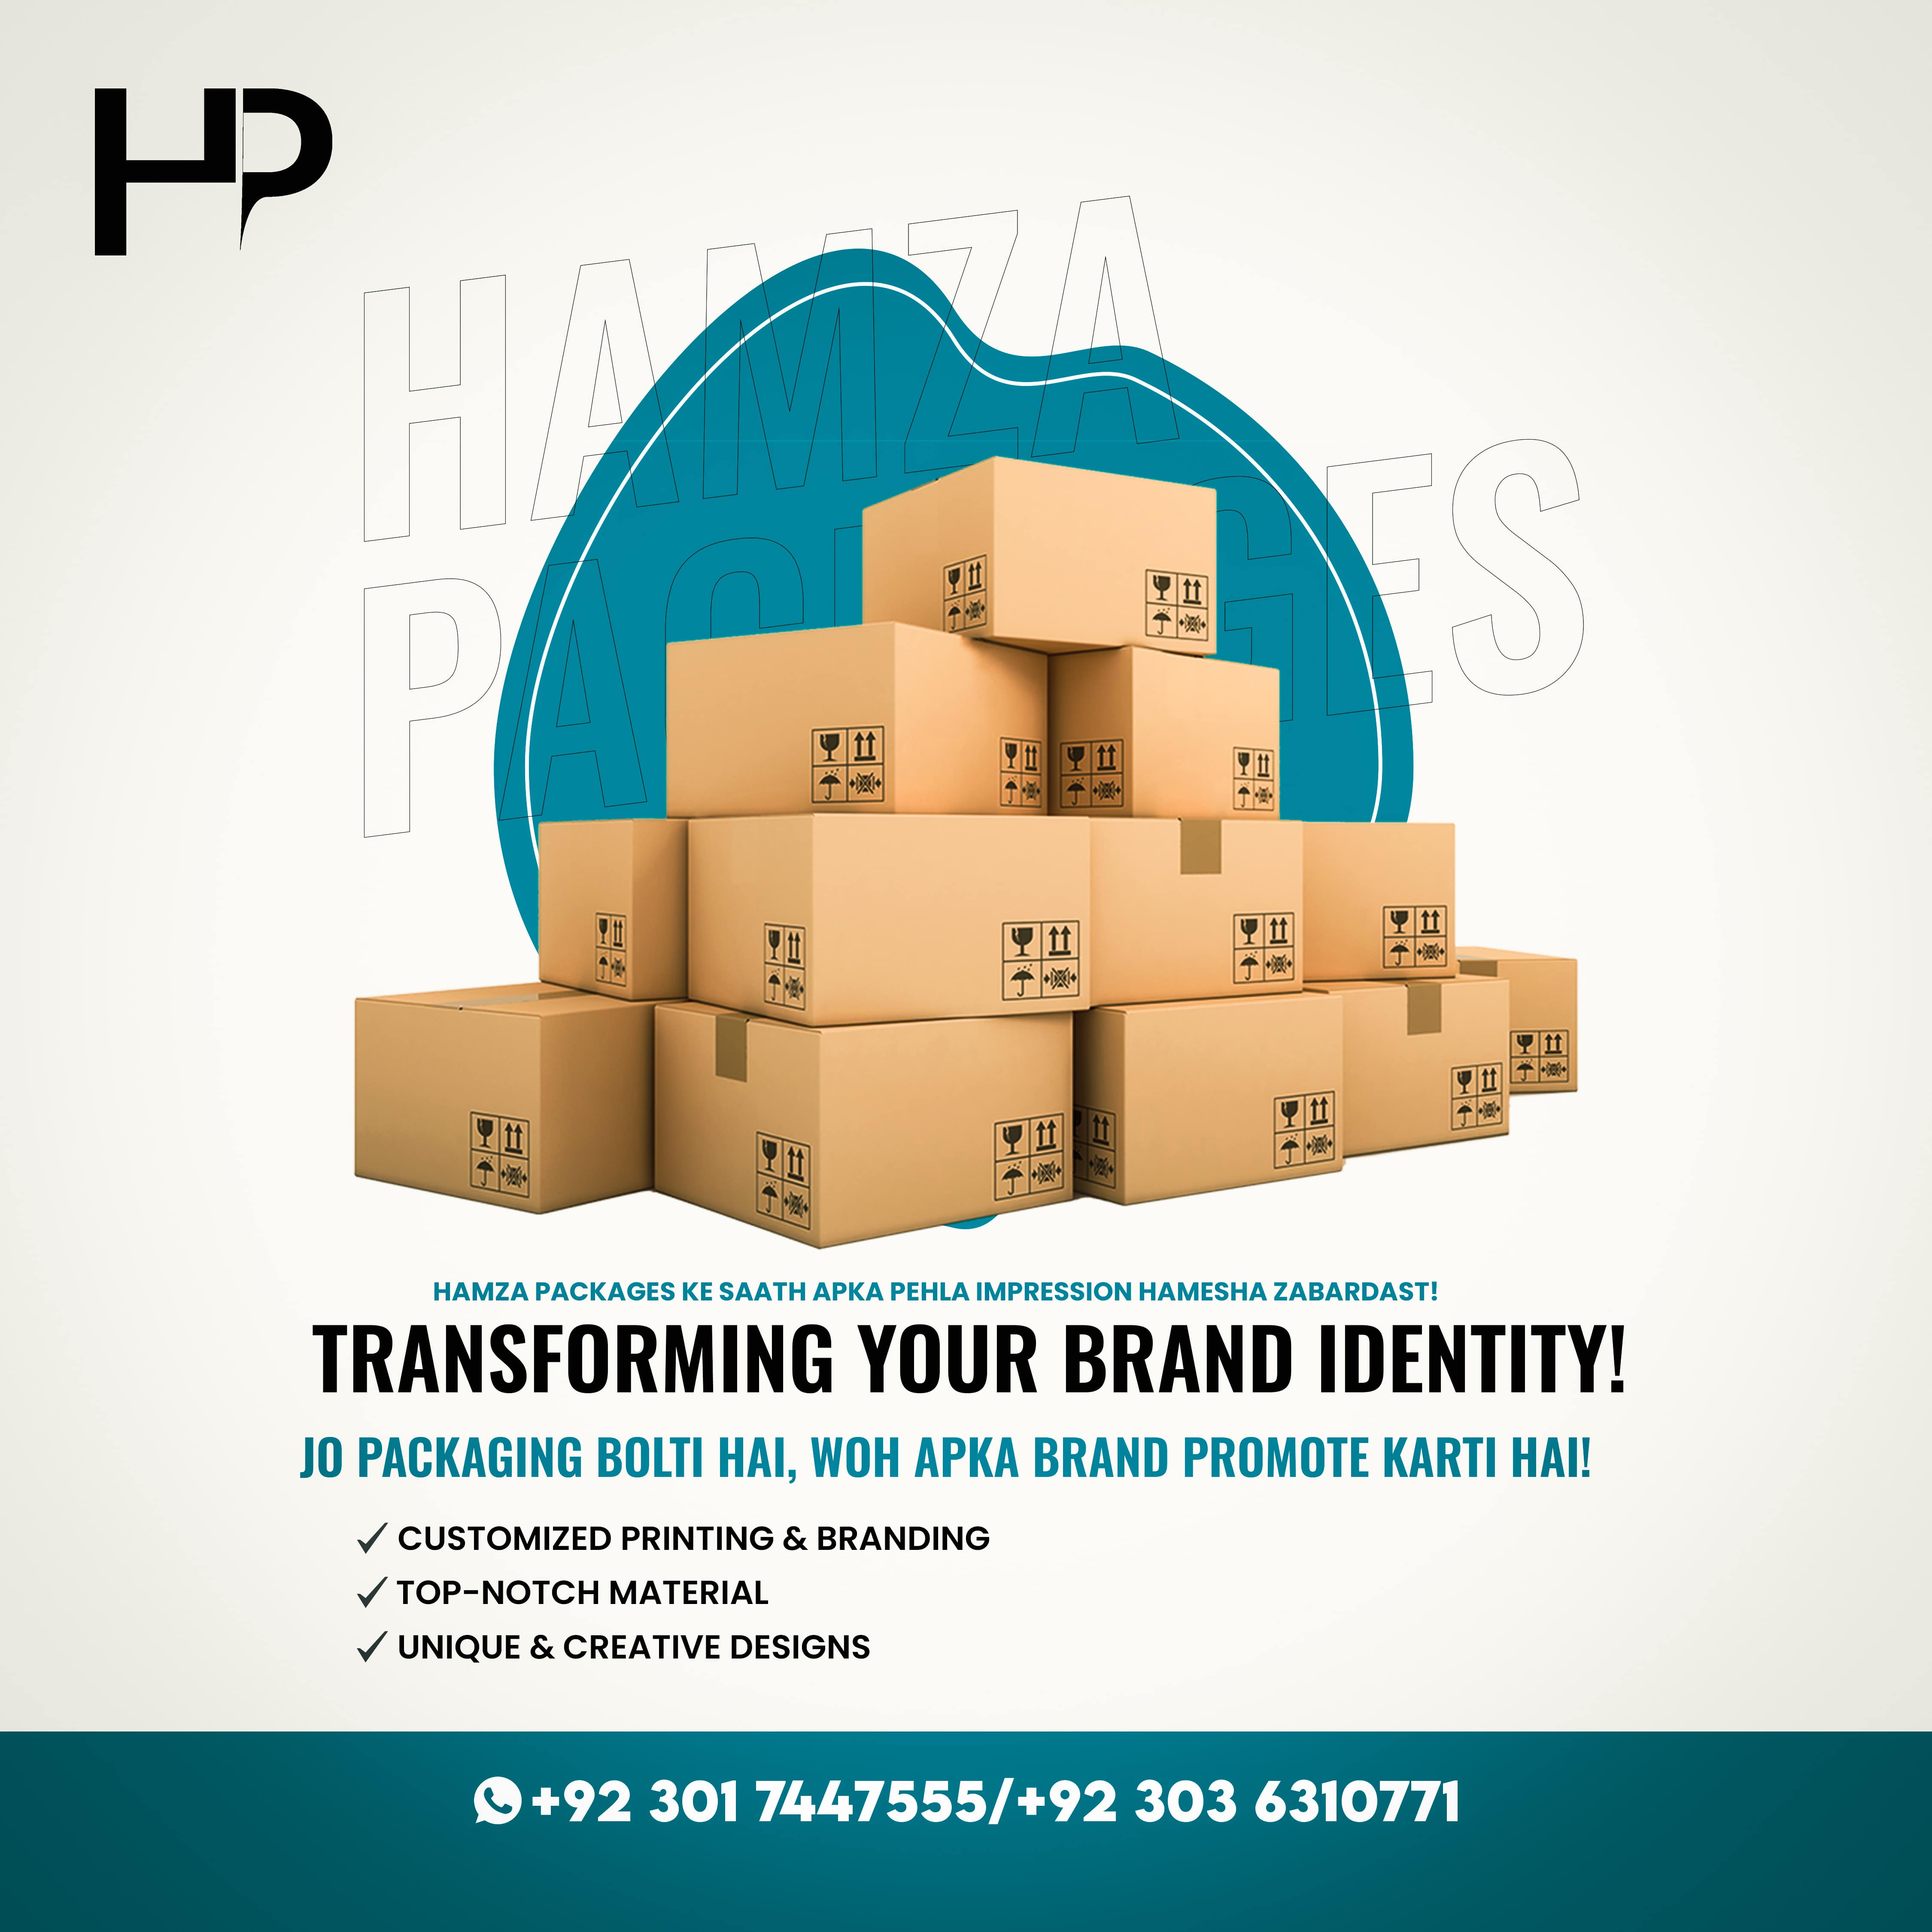 HP
HAMZA
PACKAGES
HAMZA PACKAGES KE SAATH APKA PEHLA IMPRESSION HAMESHA ZABARDAST!
TRANSFORMING YOUR BRAND IDENTITY!
JO PACKAGING BOLTI HAI, WOH APKA BRAND PROMOTE KARTI HAI!
CUSTOMIZED PRINTING & BRANDING
TOP-NOTCH MATERIAL
UNIQUE & CREATIVE DESIGNS
+92 301 7447555/+92 303 6310771